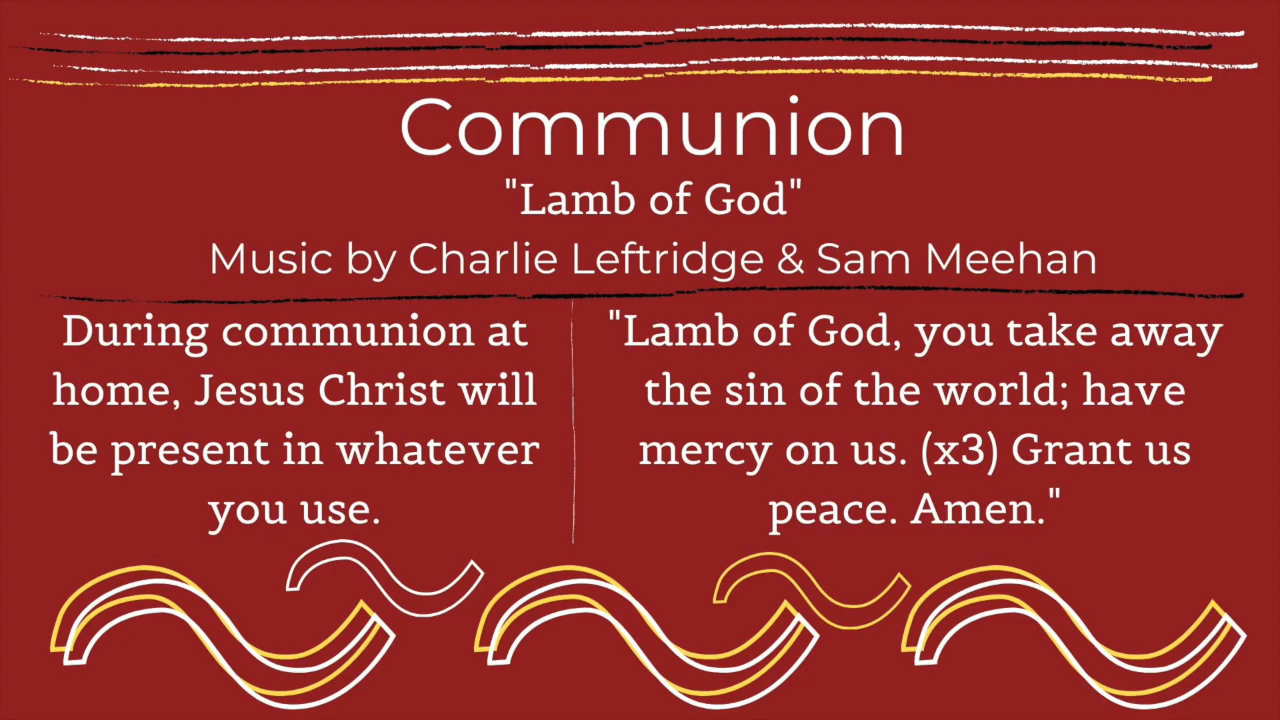 Communion
"Lamb of God"
Music by Charlie Leftridge & Sam Meehan
During communion at
home, Jesus Christ will
be present in whatever
you use.
"Lamb of God, you take away
the sin of the world; have
mercy on us. (x3) Grant us
peace. Amen."